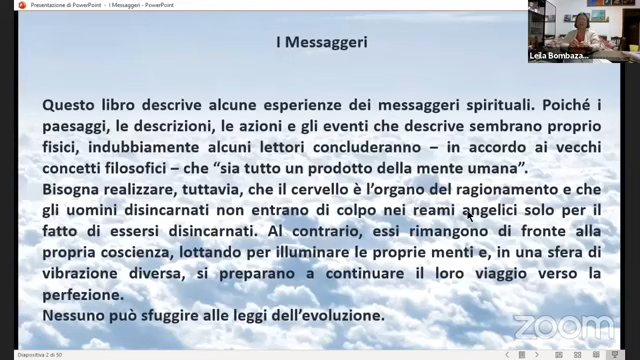 Presentazione di PowerPoint - I Messaggeri - PowerPoint
Leila Bombaza...
I Messaggeri
Questo libro descrive alcune esperienze dei messaggeri spirituali. Poiché i
paesaggi, le descrizioni, le azioni e gli eventi che descrive sembrano proprio
fisici, indubbiamente alcuni lettori concluderanno – in accordo ai vecchi
concetti filosofici – che “sia tutto un prodotto della mente umana”.
Bisogna realizzare, tuttavia, che il cervello è l’organo del ragionamento e che
gli uomini disincarnati non entrano di colpo nei reami angelici solo per il
fatto di essersi disincarnati. Al contrario, essi rimangono di fronte alla
propria coscienza, lottando per illuminare le proprie menti e, in una sfera di
vibrazione diversa, si preparano a continuare il loro viaggio verso la
perfezione.
Nessuno può sfuggire alle leggi dell’evoluzione.
zoom
Diapositiva 2 di 50